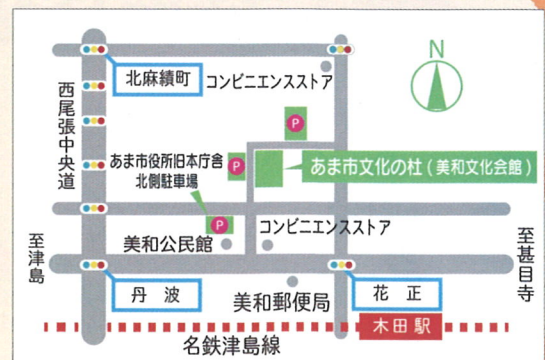 N
北麻績町
コンビニエンスストア
西尾張中央道
P
あま市役所旧本庁舎
北側駐車場
P
あま市文化の杜(美和文化会館)
P
コンビニエンスストア
美和公民館
至津島
至甚目寺
丹波
美和郵便局
花正
木田駅
名鉄津島線